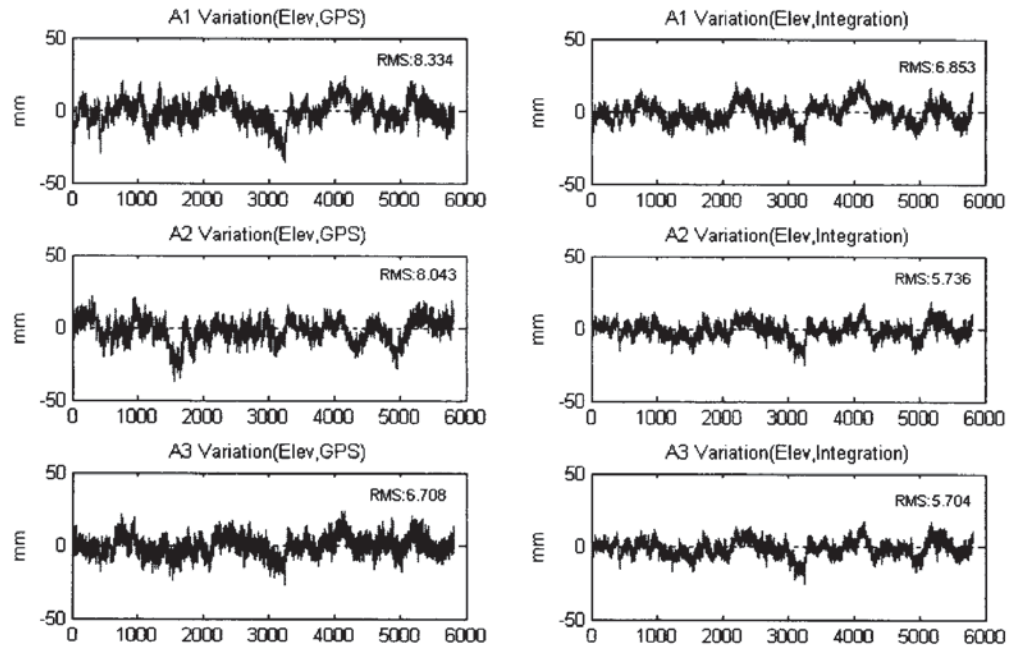 A1 Variation(Elev,GPS)
50
RMS:8.334
mm
0
-50
0 1000 2000 3000 4000 5000 6000
A1 Variation(Elev,Integration)
50
RMS:6.853
mm
0
-50
0 1000 2000 3000 4000 5000 6000
A2 Variation(Elev,GPS)
50
RMS:8.043
mm
0
-50
0 1000 2000 3000 4000 5000 6000
A2 Variation(Elev,Integration)
50
RMS:5.736
mm
0
-50
0 1000 2000 3000 4000 5000 6000
A3 Variation(Elev,GPS)
50
RMS:6.708
mm
0
-50
0 1000 2000 3000 4000 5000 6000
A3 Variation(Elev,Integration)
50
RMS:5.704
mm
0
-50
0 1000 2000 3000 4000 5000 6000